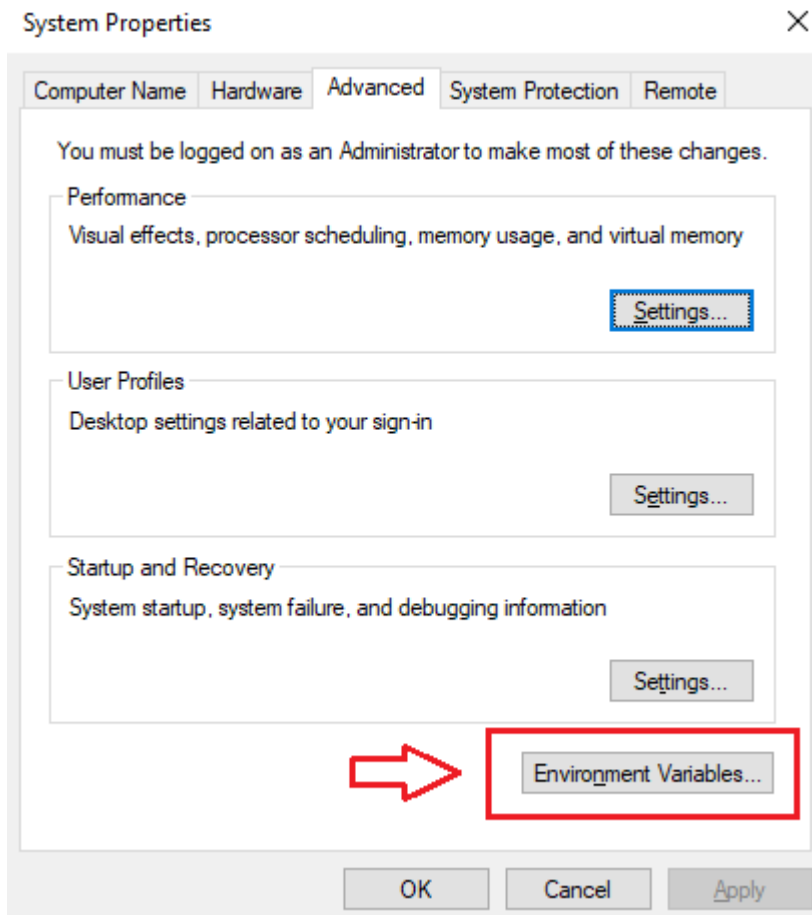 System Properties
Computer Name Hardware Advanced System Protection Remote
You must be logged on as an Administrator to make most of these changes.
Performance
Visual effects, processor scheduling, memory usage, and virtual memory
Settings...
User Profiles
Desktop settings related to your sign-in
Settings...
Startup and Recovery
System startup, system failure, and debugging information
Settings...
Environment Variables...
OK Cancel Apply